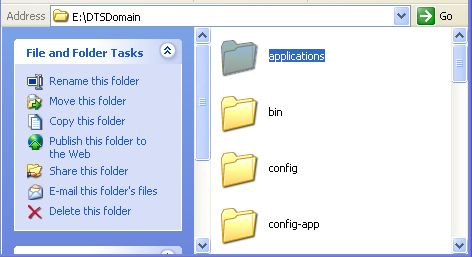 Address E:\DTSDomain Go
File and Folder Tasks
Rename this folder
Move this folder
Copy this folder
Publish this folder to
the Web
Share this folder
E-mail this folder's files
Delete this folder
applications
bin
config
config-app